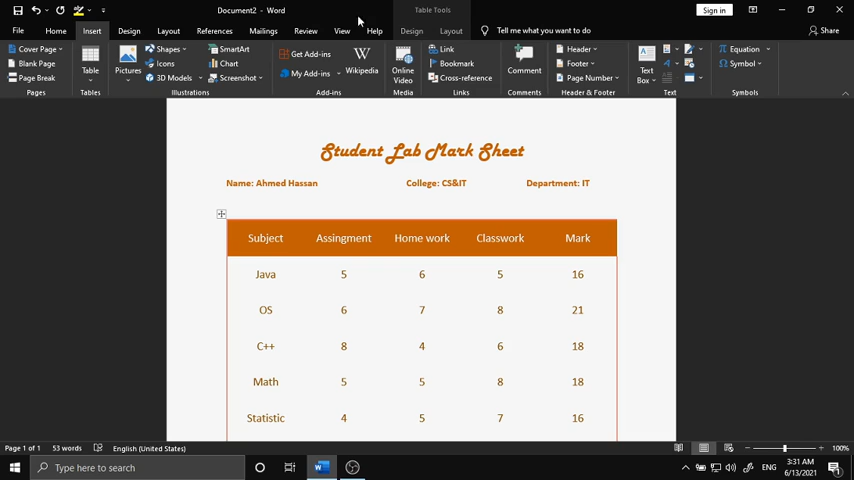 Document2 - Word
Table Tools
Sign in
File Home Insert Design Layout References Mailings Review View Help Design Layout Tell me what you want to do Share
Cover Page
Blank Page
Page Break
Pages
Table
Tables
Pictures
Shapes
Icons
3D Models
SmartArt
Chart
Screenshot
Illustrations
Get Add-ins
My Add-ins
Wikipedia
Add-ins
Online Video
Media
Link
Bookmark
Cross-reference
Links
Comment
Comments
Header
Footer
Page Number
Header & Footer
Text Box
Text
Equation
Symbol
Symbols
Student Lab Mark Sheet
Name: Ahmed Hassan College: CS&IT Department: IT
Subject Assingment Home work Classwork Mark
Java 5 6 5 16
OS 6 7 8 21
C++ 8 4 6 18
Math 5 5 8 18
Statistic 4 5 7 16
Page 1 of 1 53 words English (United States) 100%
Type here to search
ENG
3:31 AM
6/13/2021
1